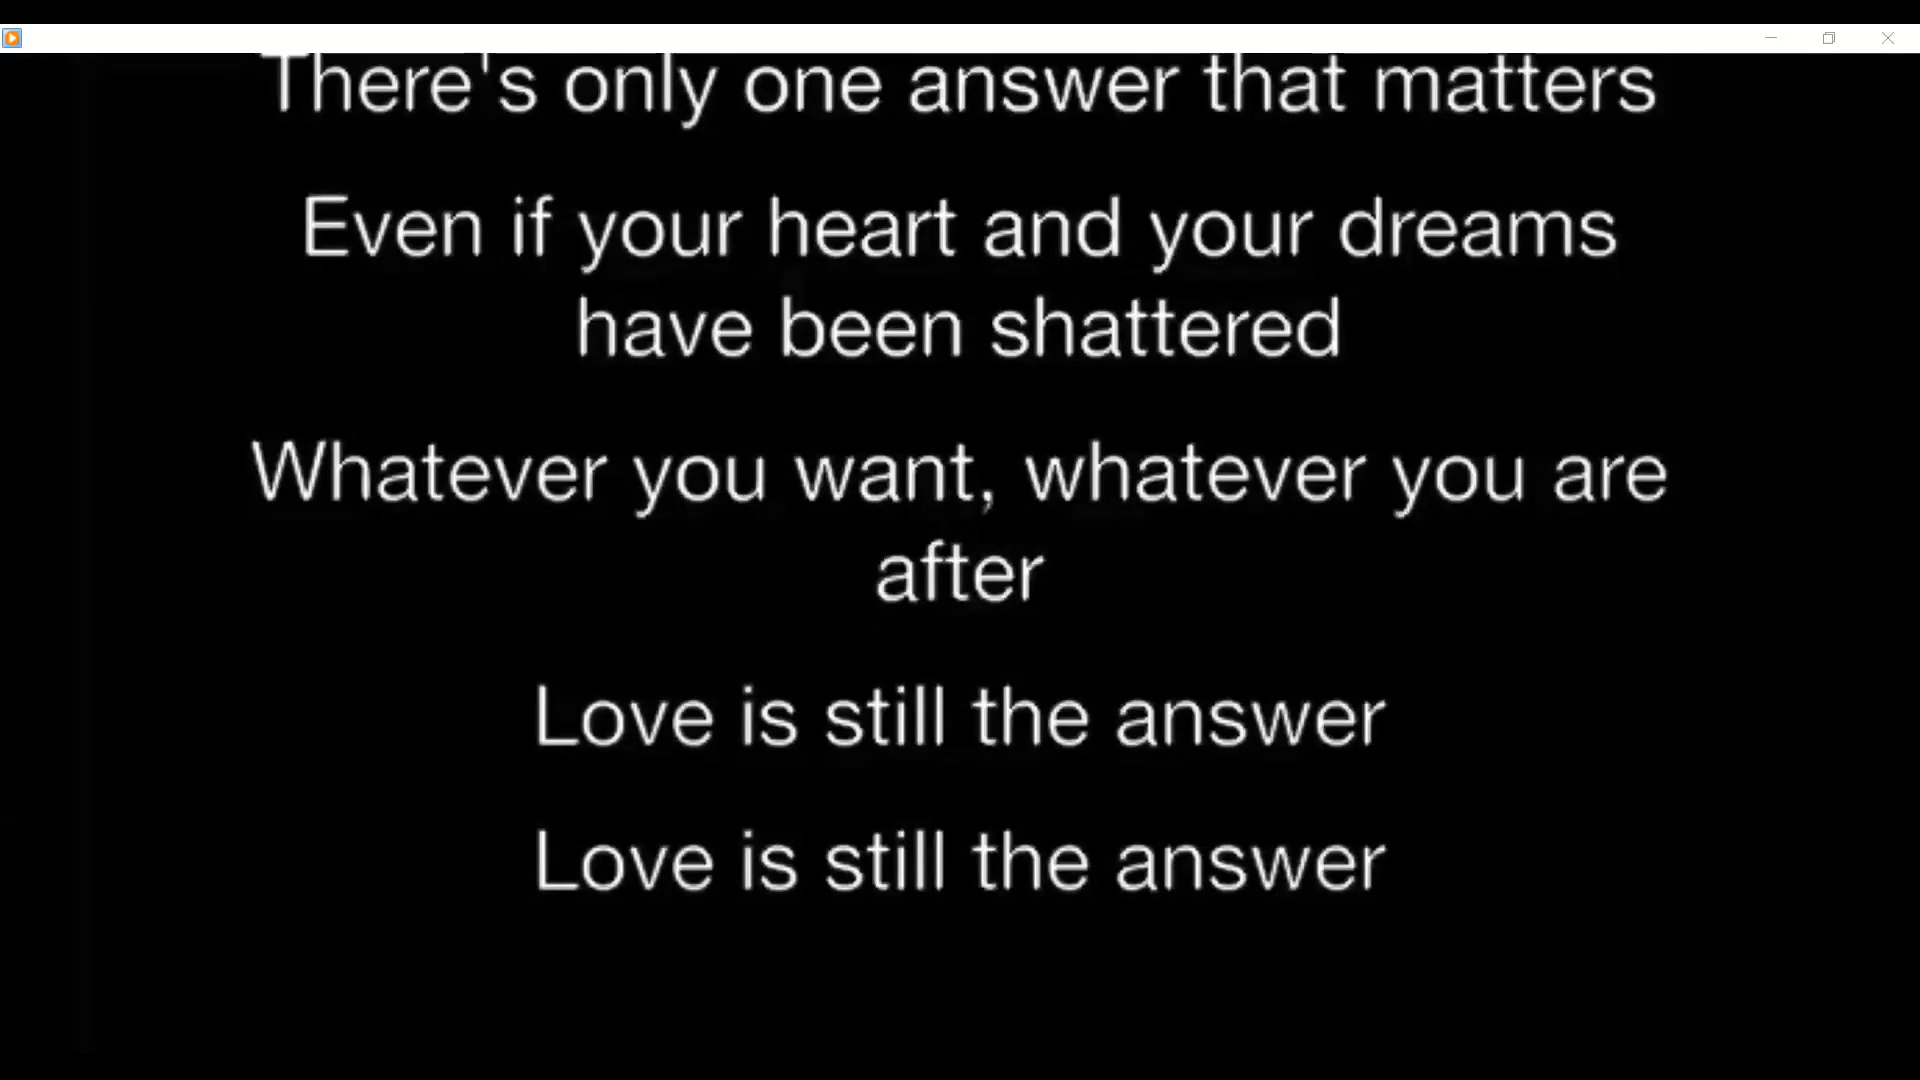 There's only one answer that matters
Even if your heart and your dreams
have been shattered
Whatever you want, whatever you are
after
Love is still the answer
Love is still the answer